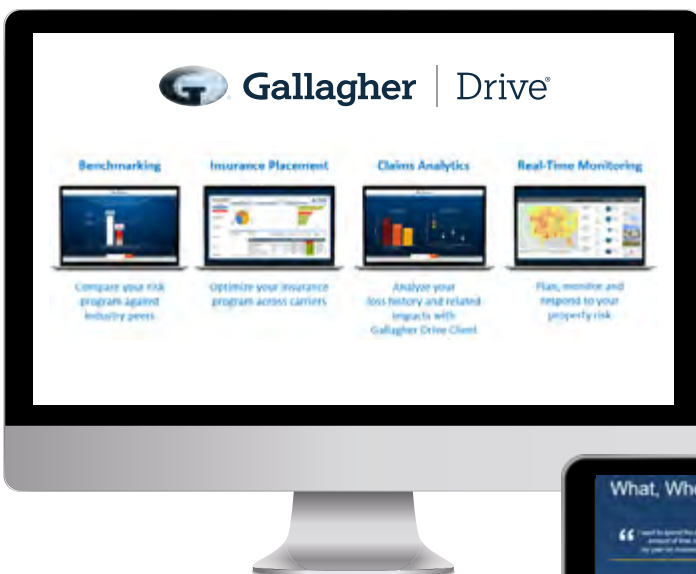 Gallagher | Drive®
Benchmarking
Insurance Placement
Claims Analytics
Real-Time Monitoring
Compare your risk
program against
industry peers
Optimize your insurance
program across carriers
Analyze your
loss history and related
impacts with
Gallagher Drive Client
Plan, monitor and
respond to your
property risk
What,
“